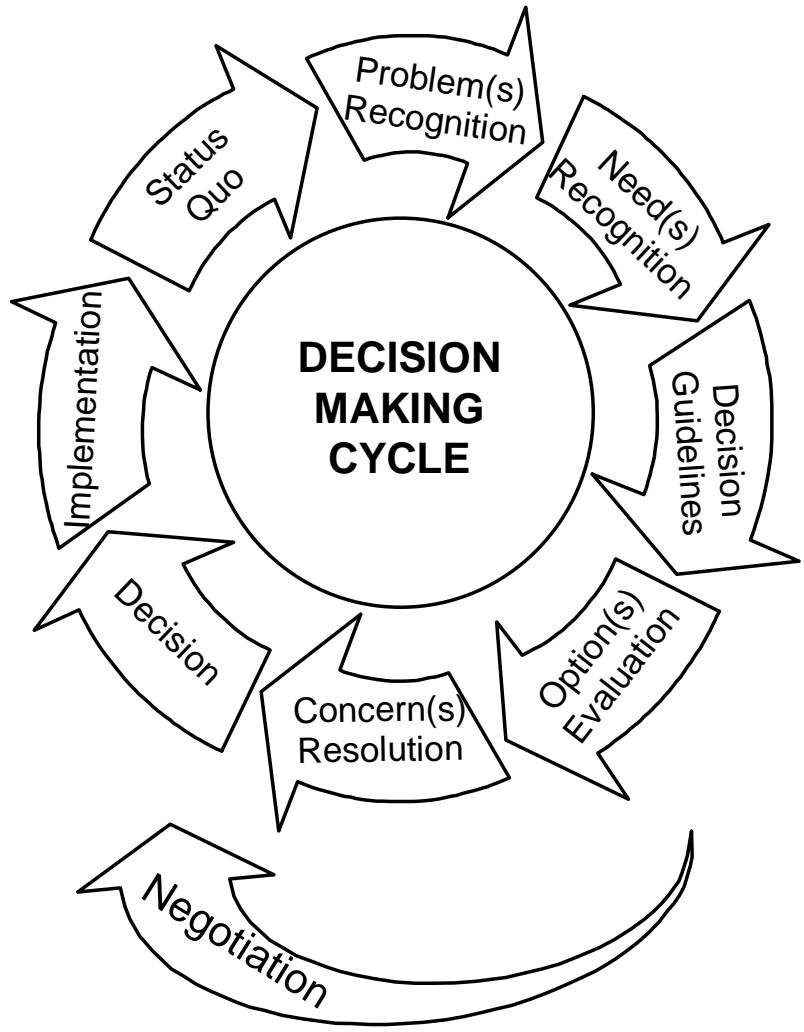 Problem(s)
Recognition
Need(s)
Recognition
Decision
Guidelines
Option(s)
Evaluation
Concern(s)
Resolution
Decision
Implementation
Status
Quo
DECISION
MAKING
CYCLE
Negotiation